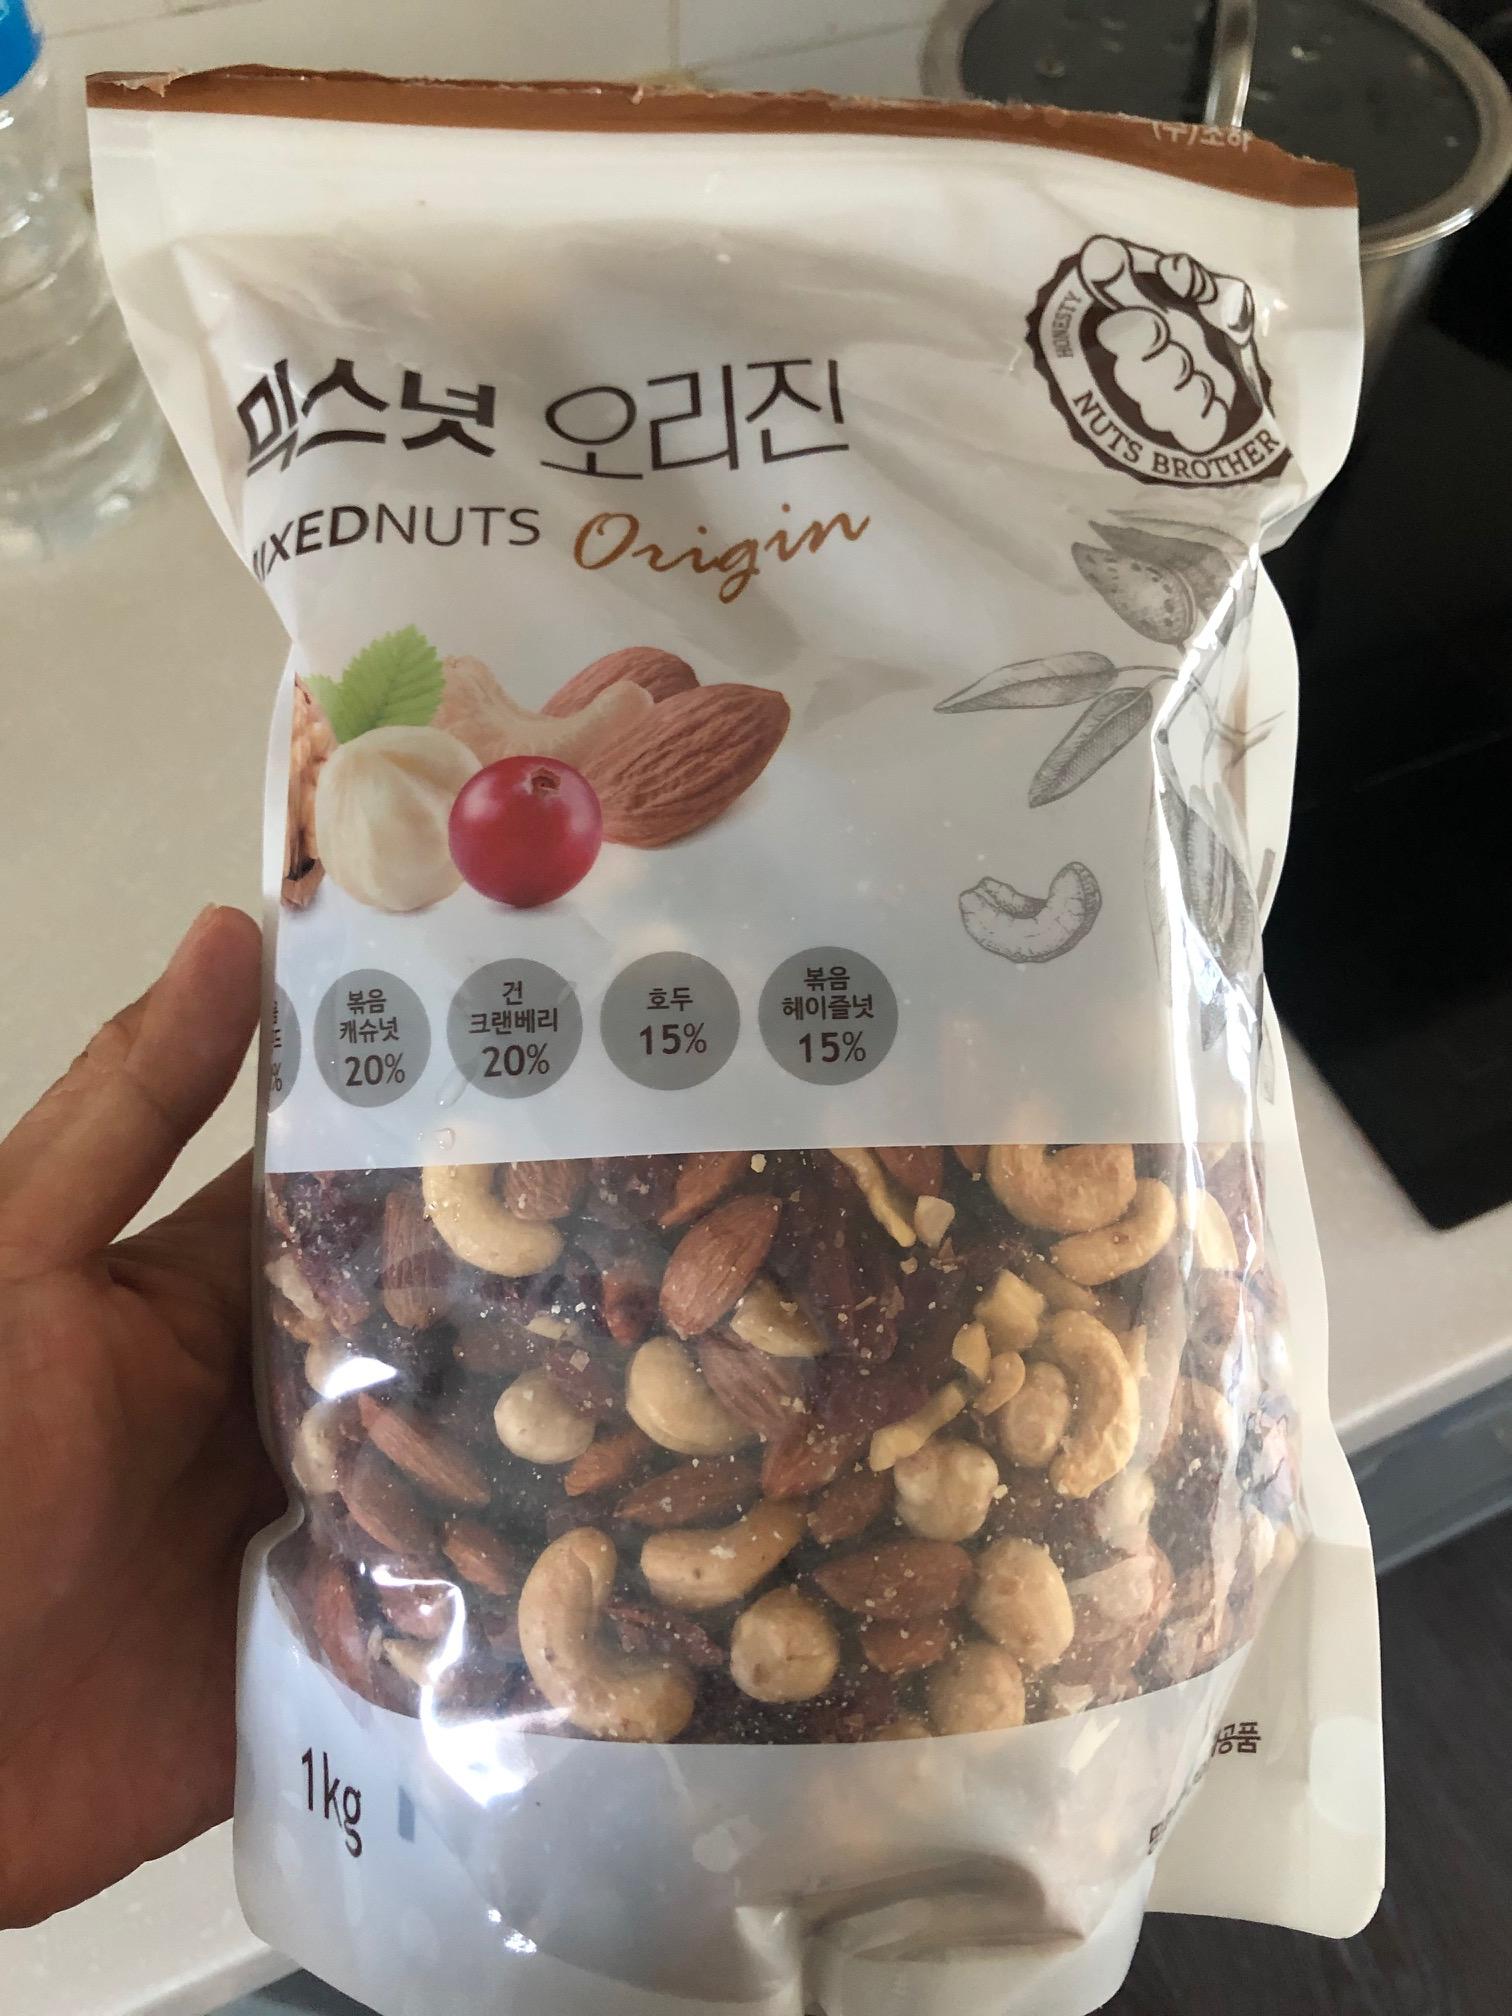 (주)소하
HONESTY
NUTS BROTHER
믹스넛 오리진
MIXEDNUTS Origin
볶음
캐슈넛
20%
건
크랜베리
20%
호두
15%
볶음
헤이즐넛
15%
1kg